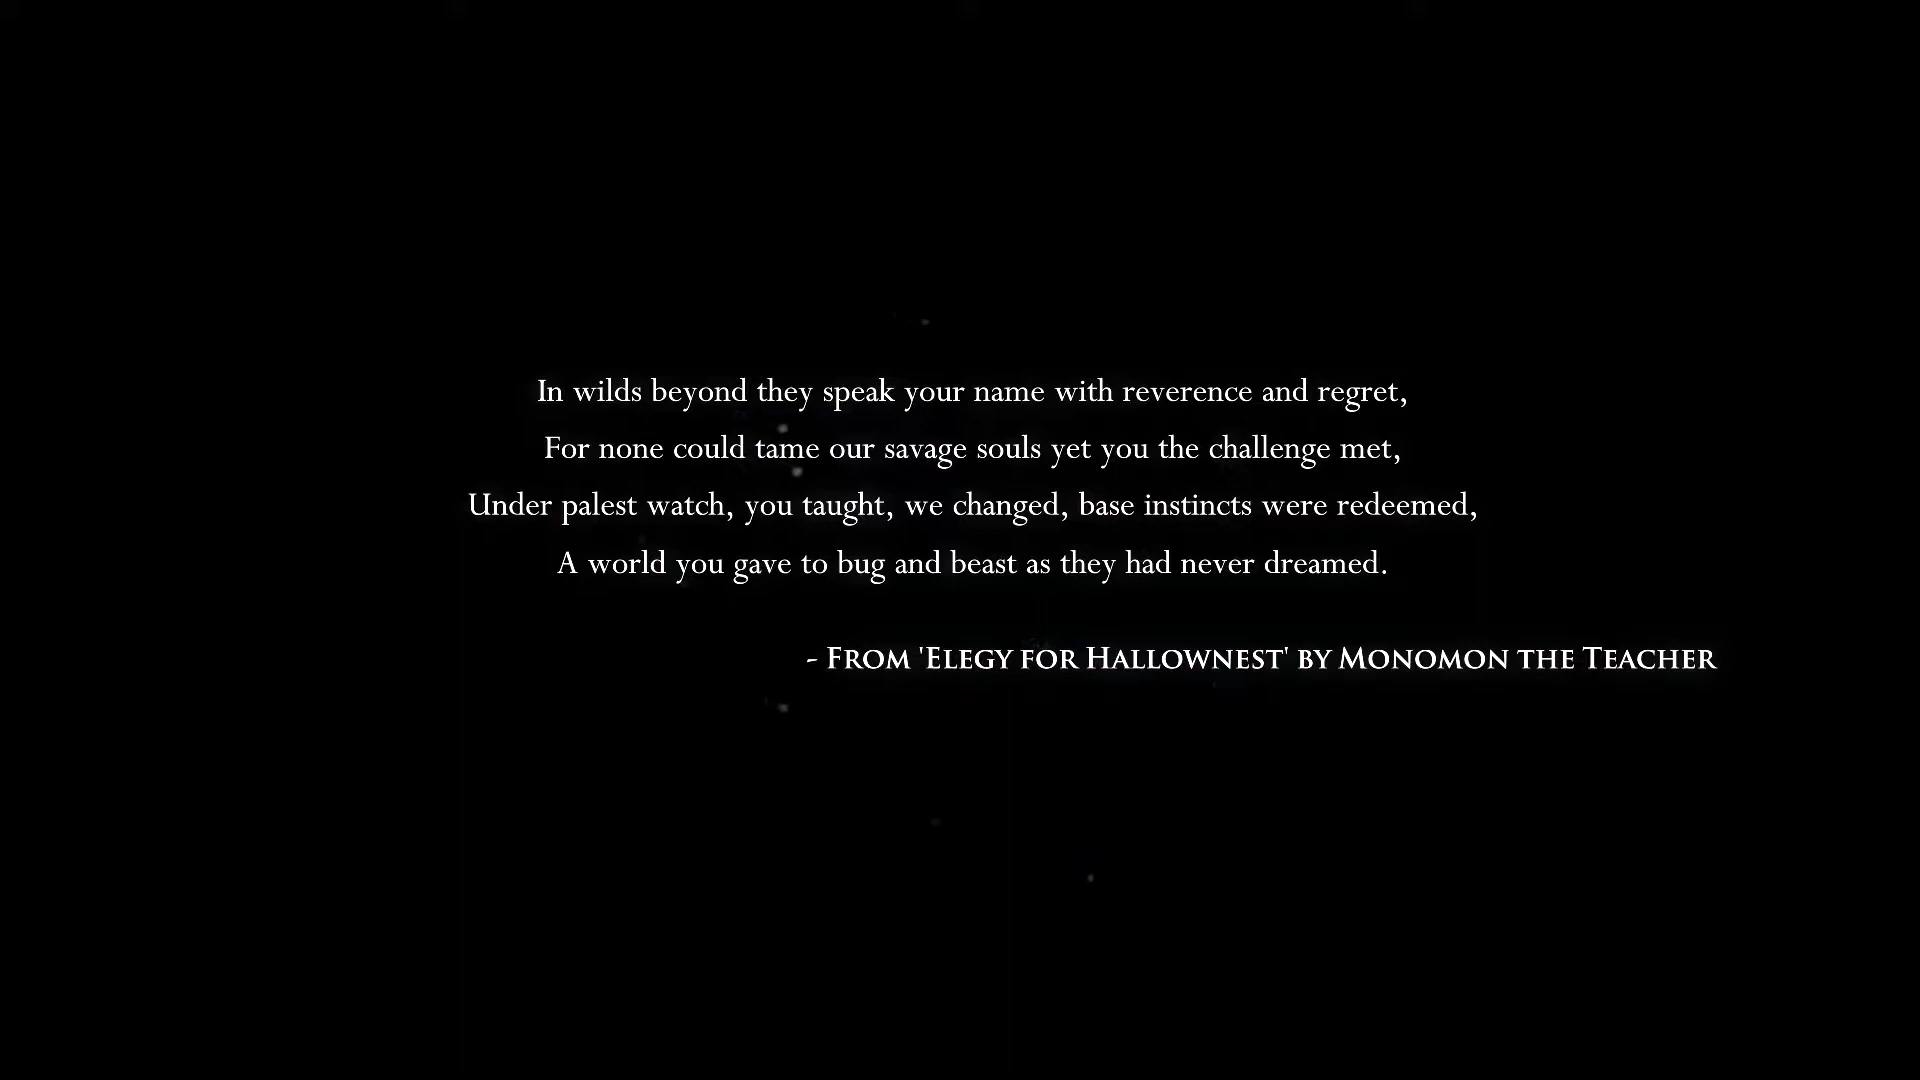 In wilds beyond they speak your name with reverence and regret,
For none could tame our savage souls yet you the challenge met,
Under palest watch, you taught, we changed, base instincts were redeemed,
A world you gave to bug and beast as they had never dreamed.
- From 'Elegy for Hallownest' by Monomon the Teacher